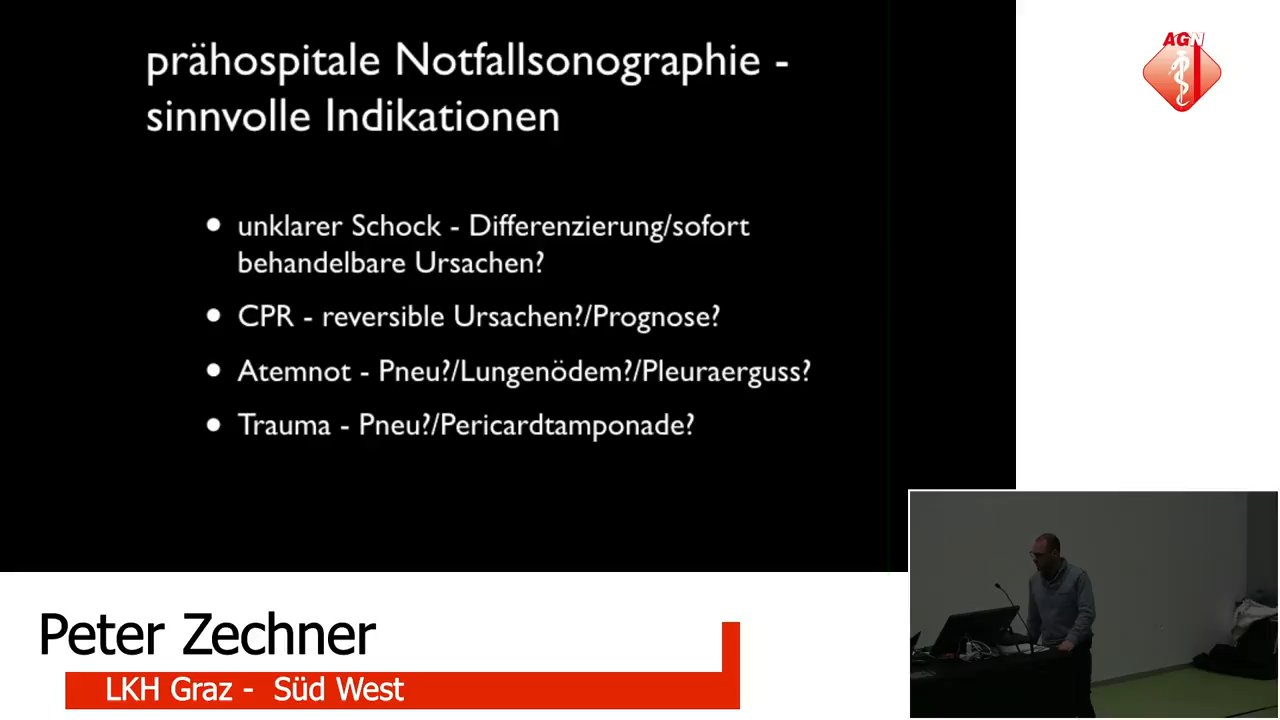 prähospitale Notfallsonographie -
sinnvolle Indikationen
• unklarer Schock - Differenzierung/sofort
behandelbare Ursachen?
• CPR - reversible Ursachen?/Prognose?
• Atemnot - Pneu?/Lungenödem?/Pleuraerguss?
• Trauma - Pneu?/Pericardtamponade?
AGN
Peter Zechner
LKH Graz - Süd West